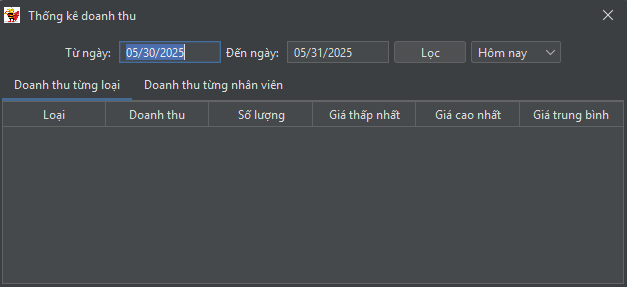 Thống kê doanh thu
Từ ngày: 05/30/2025 Đến ngày: 05/31/2025 Lọc Hôm nay
Doanh thu từng loại Doanh thu từng nhân viên
Loại Doanh thu Số lượng Giá thấp nhất Giá cao nhất Giá trung bình